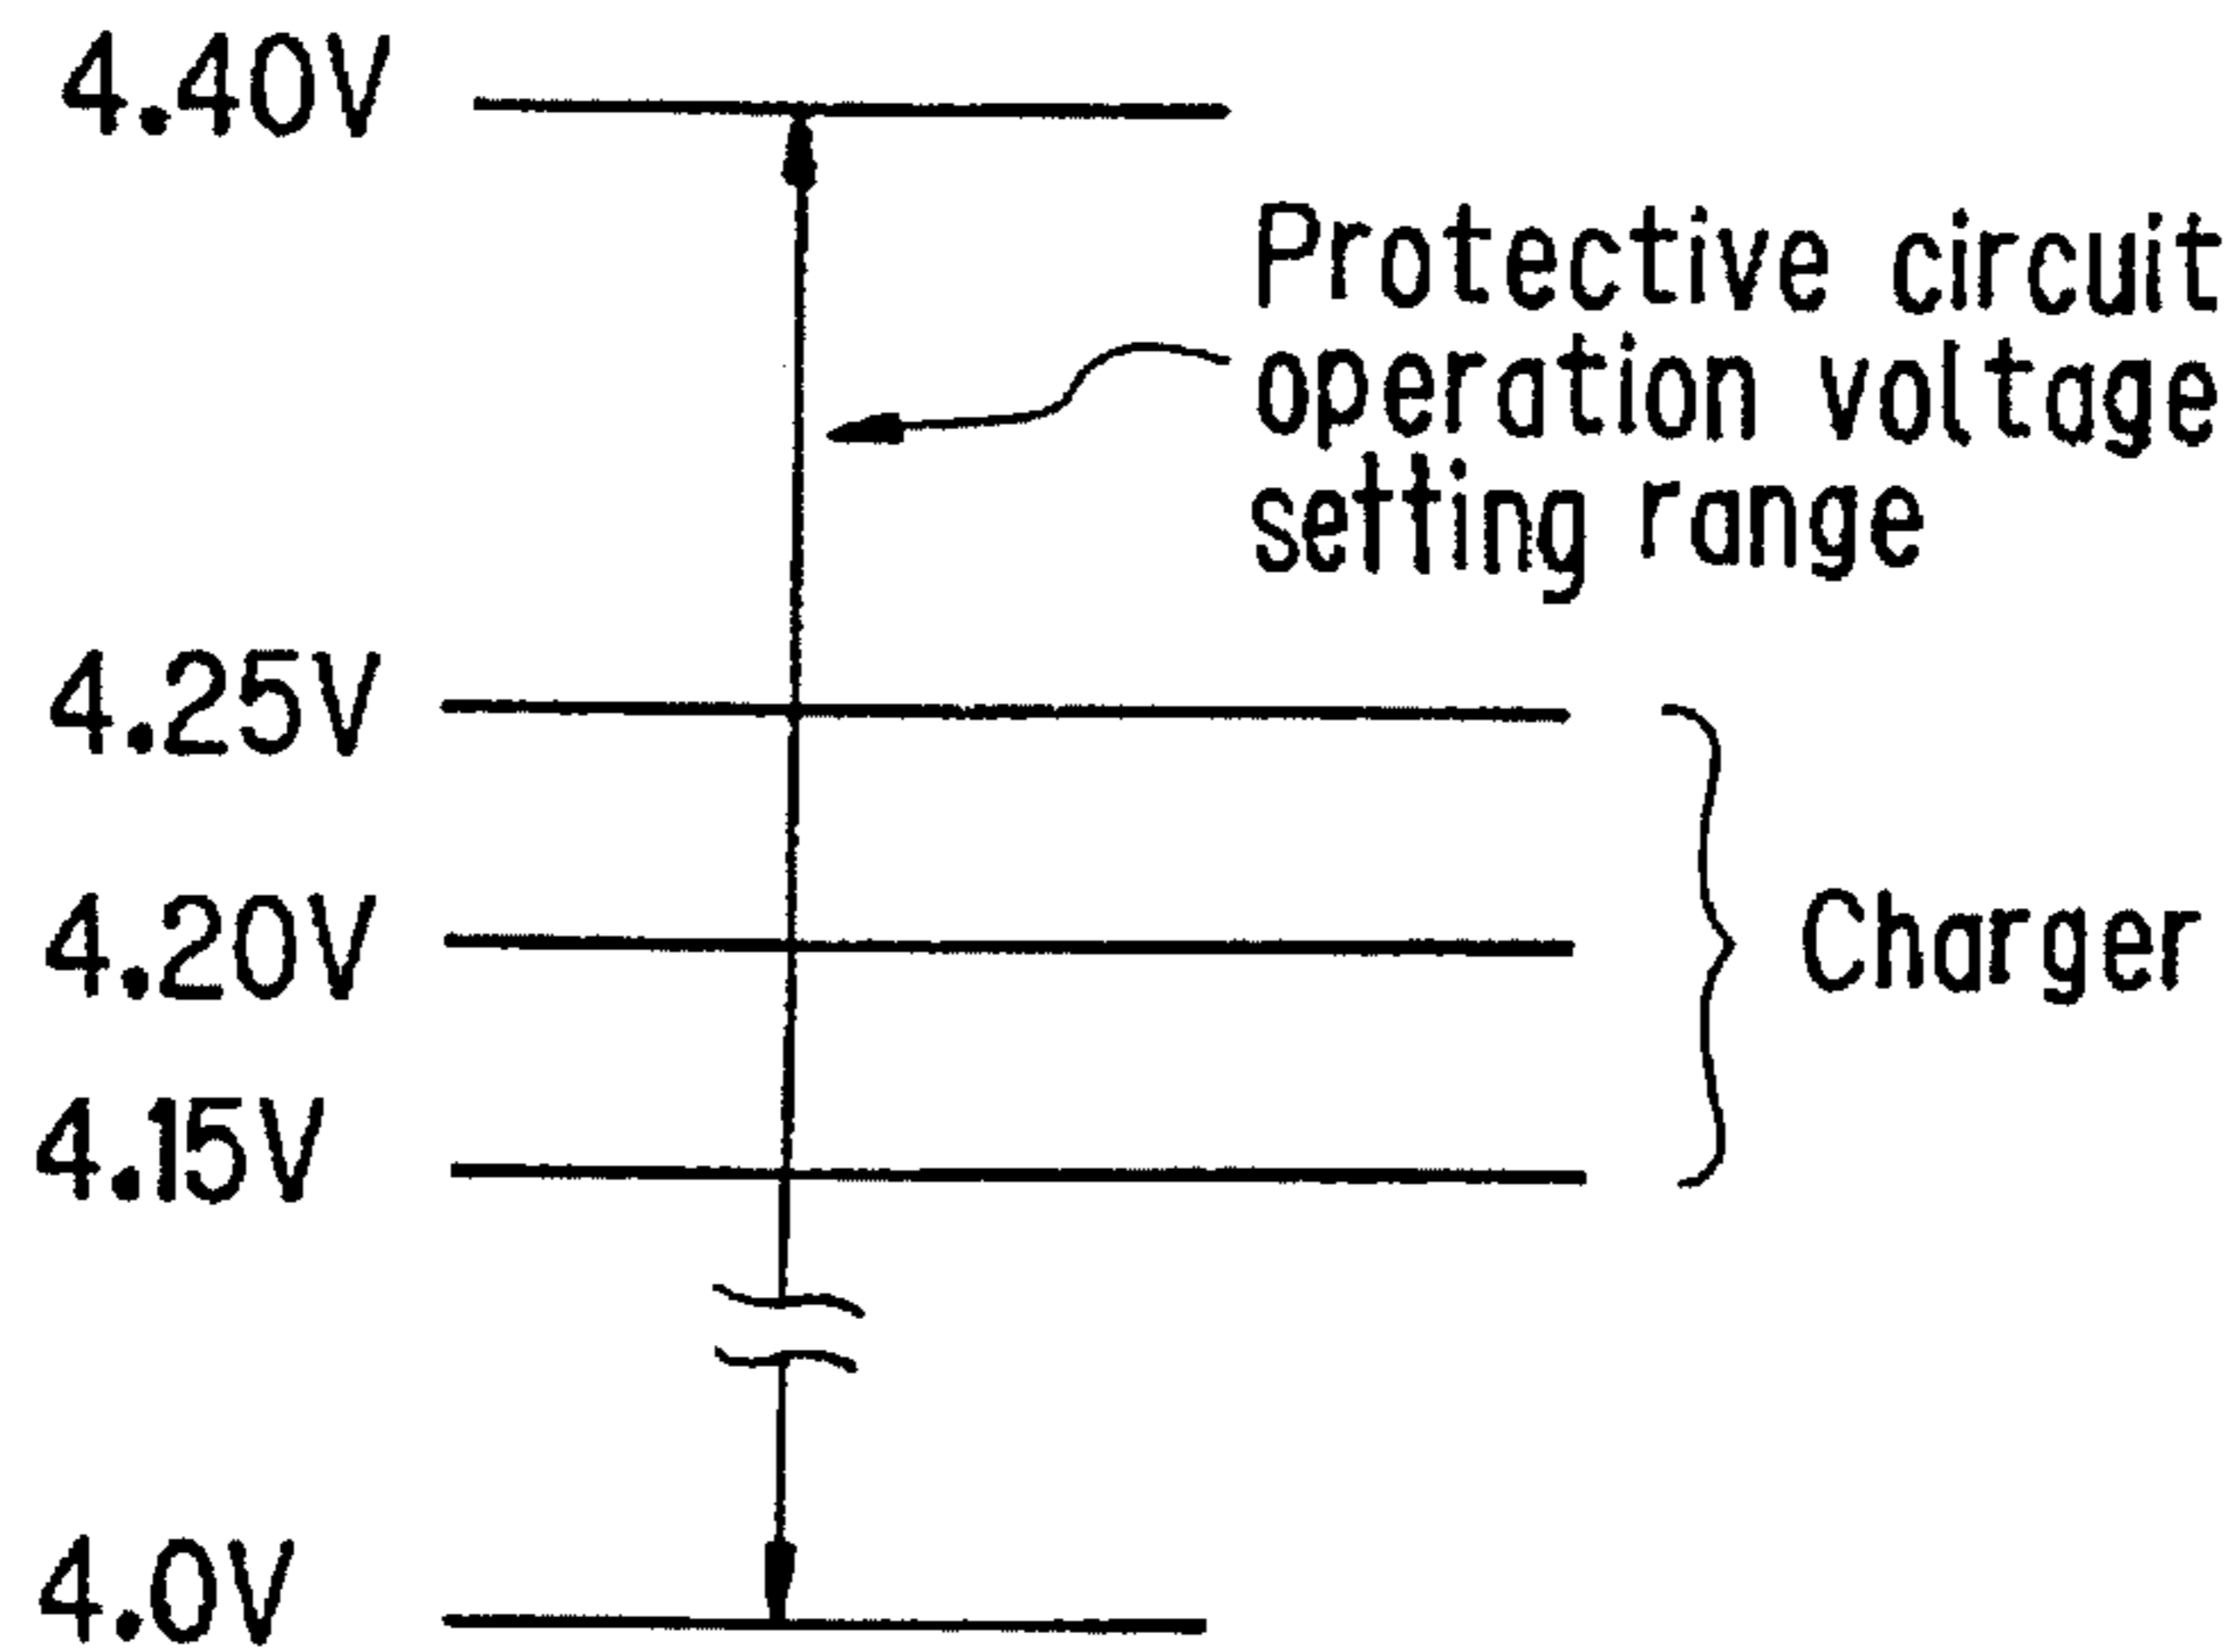 4.40V
Protective circuit
operation voltage
setting range
4.25V
4.20V
Charger
4.15V
4.0V